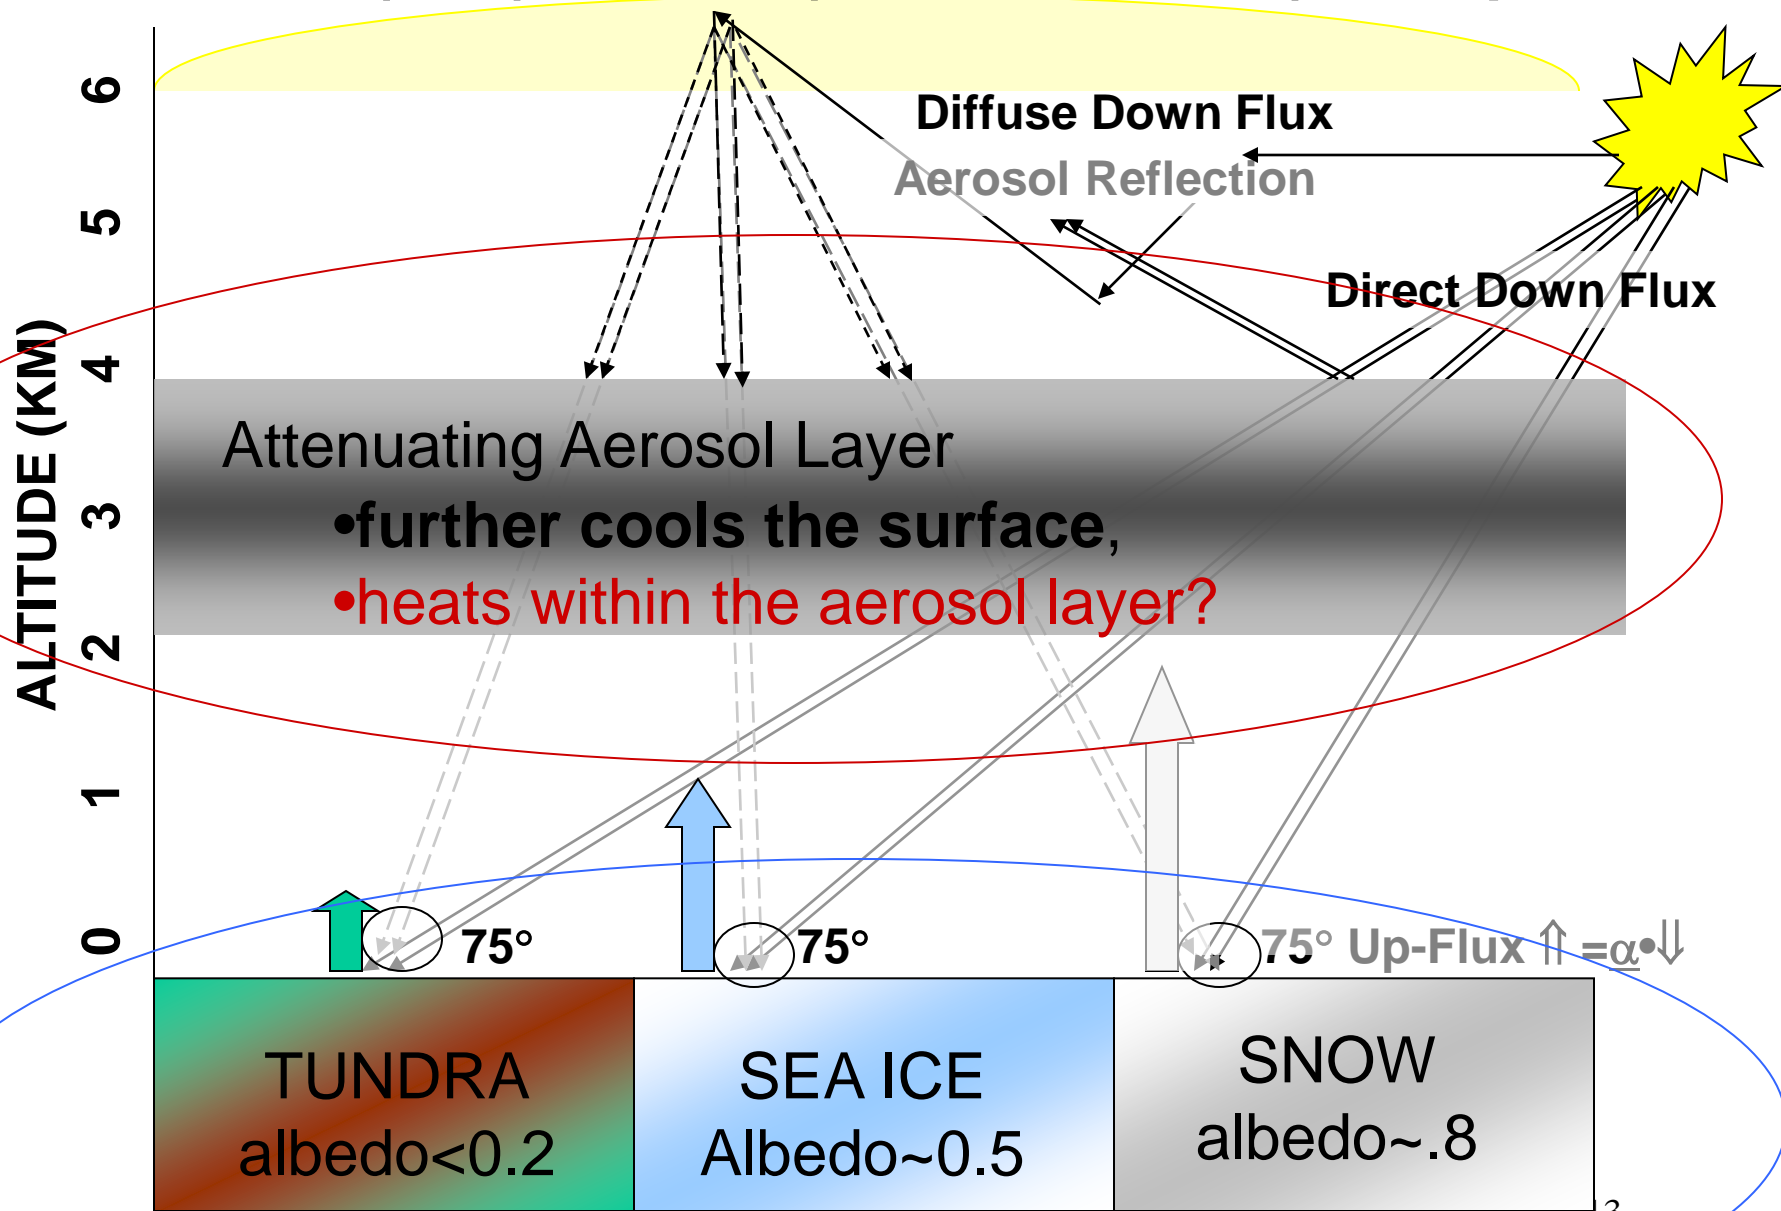 6
Diffuse Down Flux
Aerosol Reflection
5
Direct Down Flux
ALTITUDE (KM)
4
Attenuating Aerosol Layer
•further cools the surface,
3
•heats within the aerosol layer?
2
1
0
75° 75° 75° Up-Flux ⇑ =α•⇓
TUNDRA
albedo<0.2
SEA ICE
Albedo~0.5
SNOW
albedo~.8